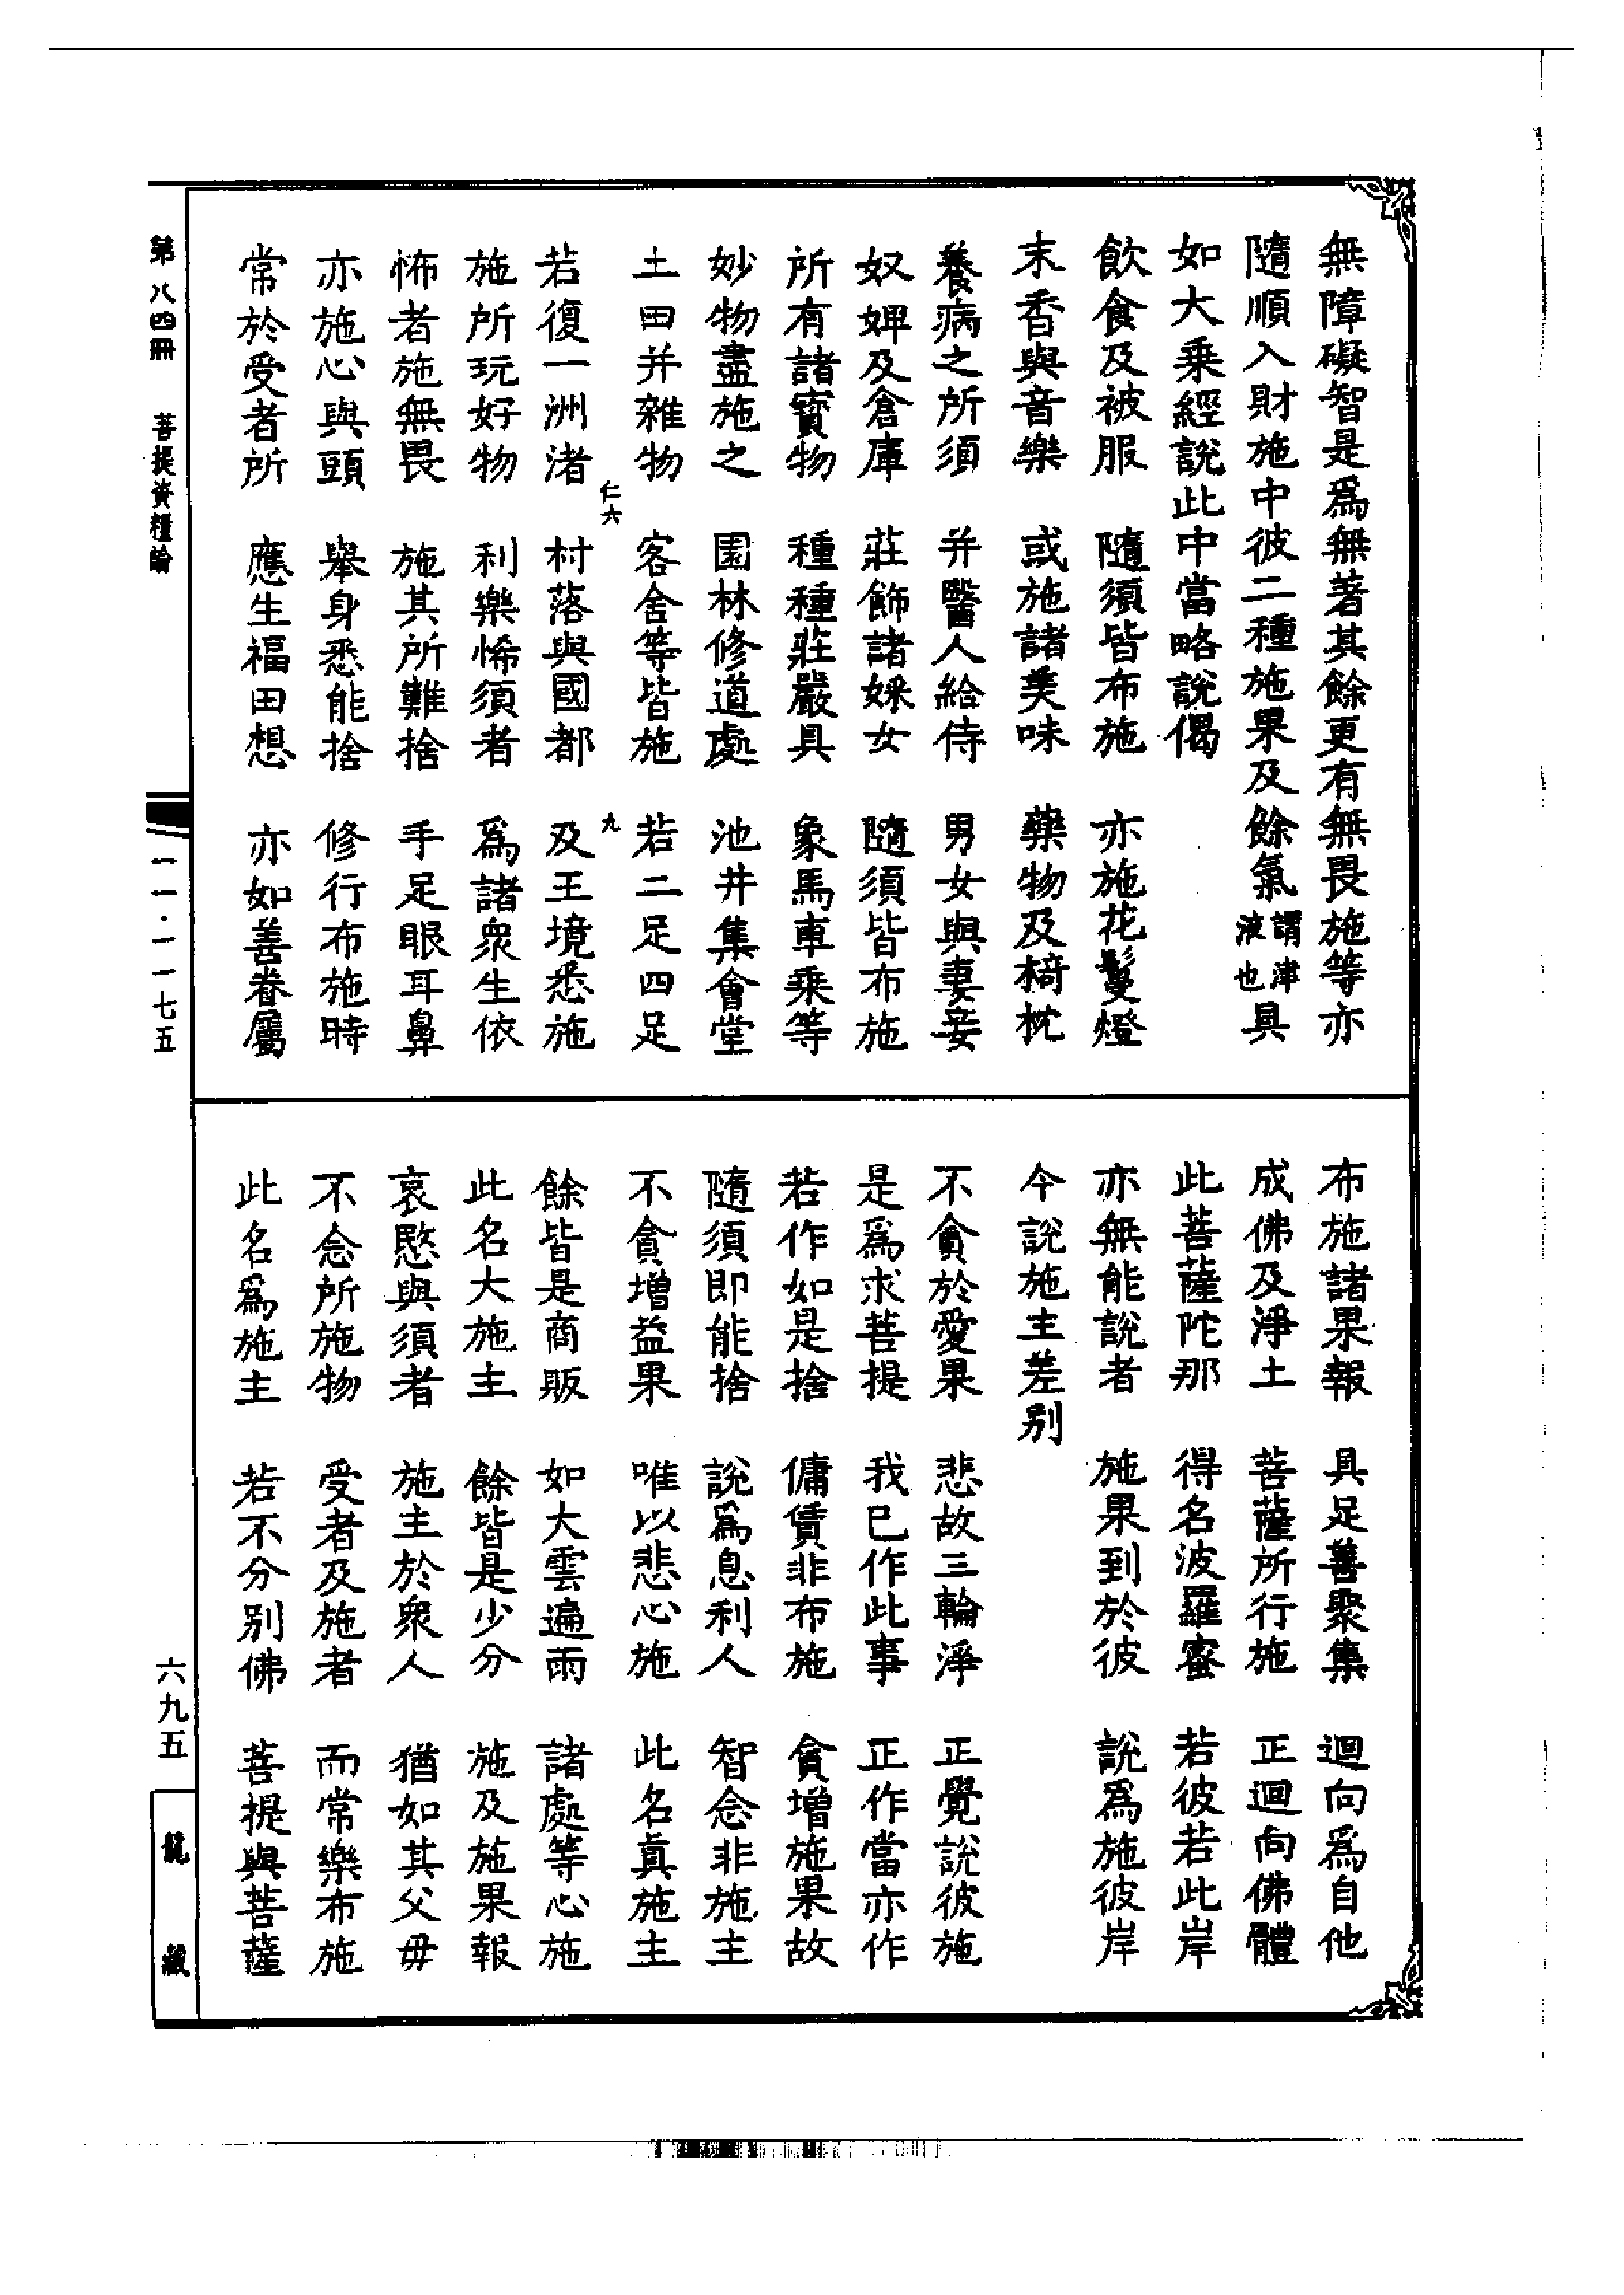 無障礙智是爲無著其餘更有無畏施等亦
隨順入財施中彼二種施果及餘氣謂津液也具
如大乘經說此中當略說偈
飲食及被服　隨須皆布施　亦施花鬘燈
末香與音樂　或施諸美味　藥物及椅枕
養病之所須　并醫人給侍　男女與妻妾
奴婢及倉庫　莊飾諸婇女　隨須皆布施
所有諸寶物　種種莊嚴具　象馬車乘等
妙物盡施之　園林修道處　池井集會堂
土田并雜物　客舍等皆施　若二足四足
仁六　九
若復一洲渚　村落與國都　及王境悉施
施所玩好物　利樂悕須者　爲諸衆生依
怖者施無畏　施其所難捨　手足眼耳鼻
亦施心與頭　舉身悉能捨　修行布施時
常於受者所　應生福田想　亦如善眷屬
布施諸果報　具足善聚集　迴向爲自他
成佛及淨土　菩薩所行施　正迴向佛體
此菩薩陀那　得名波羅蜜　若彼若此岸
亦無能說者　施果到於彼　說爲施彼岸
今說施主差别
不貪於愛果　悲故三輪淨　正覺說彼施
是爲求菩提　我已作此事　正作當亦作
若作如是捨　傭賃非布施　貪增施果故
隨須即能捨　說爲息利人　智念非施主
不貪增益果　唯以悲心施　此名真施主
餘皆是商販　如大雲遍雨　諸處等心施
此名大施主　餘皆是少分　施及施果報
哀愍與須者　施主於衆人　猶如其父母
不念所施物　受者及施者　而常樂布施
此名爲施主　若不分别佛　菩提與菩薩
第八四冊　菩提資糧論
一一·一一七五
六九五
龍藏